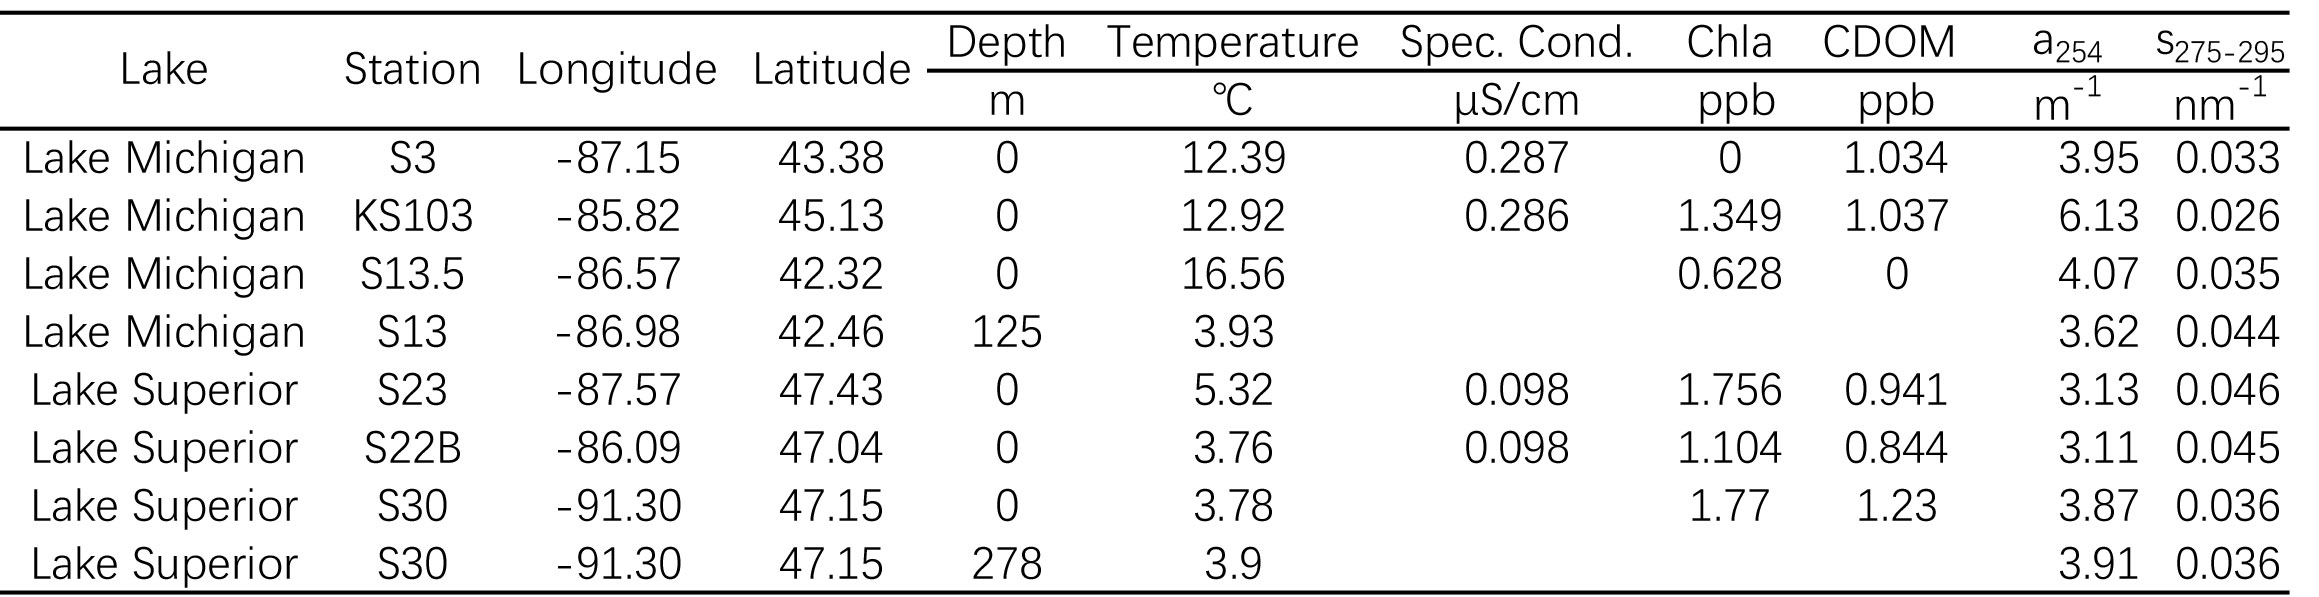 Lake Station Longitude Latitude Depth Temperature Spec. Cond. Chla CDOM a254 s275-295
m ℃ µS/cm ppb ppb m-1 nm-1
Lake Michigan S3 -87.15 43.38 0 12.39 0.287 0 1.034 3.95 0.033
Lake Michigan KS103 -85.82 45.13 0 12.92 0.286 1.349 1.037 6.13 0.026
Lake Michigan S13.5 -86.57 42.32 0 16.56 0.628 0 4.07 0.035
Lake Michigan S13 -86.98 42.46 125 3.93 3.62 0.044
Lake Superior S23 -87.57 47.43 0 5.32 0.098 1.756 0.941 3.13 0.046
Lake Superior S22B -86.09 47.04 0 3.76 0.098 1.104 0.844 3.11 0.045
Lake Superior S30 -91.30 47.15 0 3.78 1.77 1.23 3.87 0.036
Lake Superior S30 -91.30 47.15 278 3.9 3.91 0.036